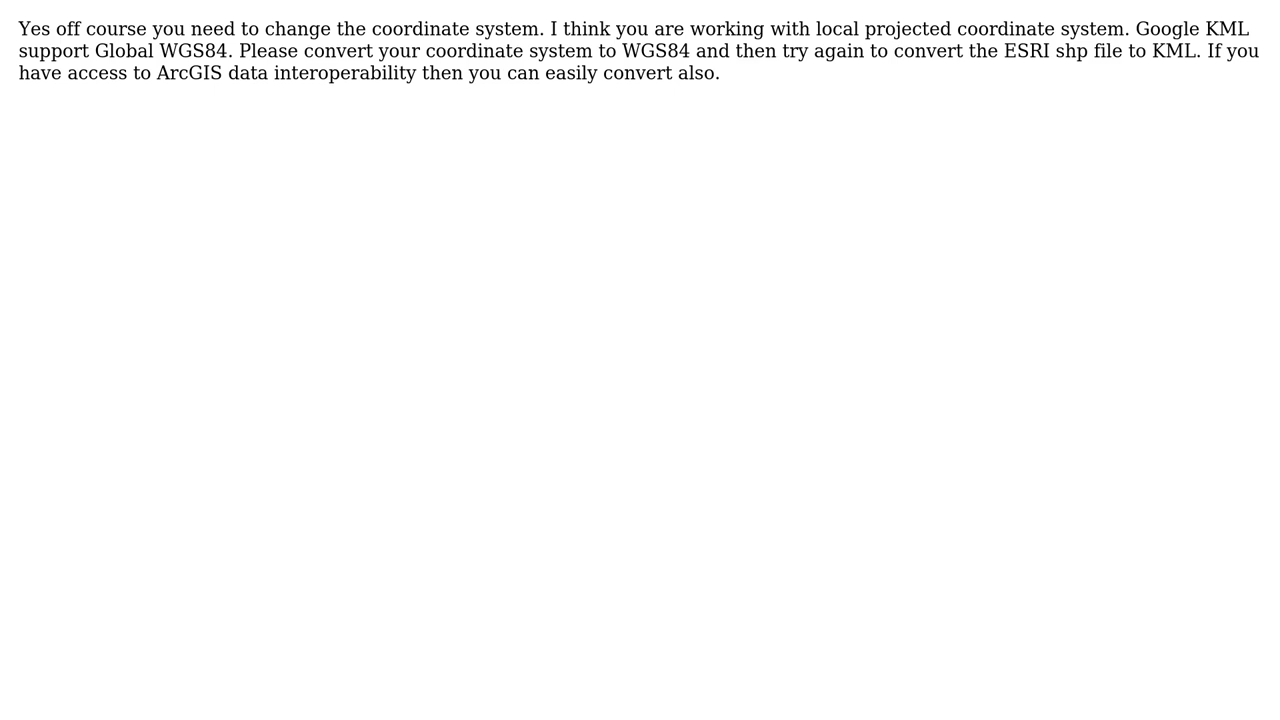 Yes off course you need to change the coordinate system. I think you are working with local projected coordinate system. Google KML
support Global WGS84. Please convert your coordinate system to WGS84 and then try again to convert the ESRI shp file to KML. If you
have access to ArcGIS data interoperability then you can easily convert also.